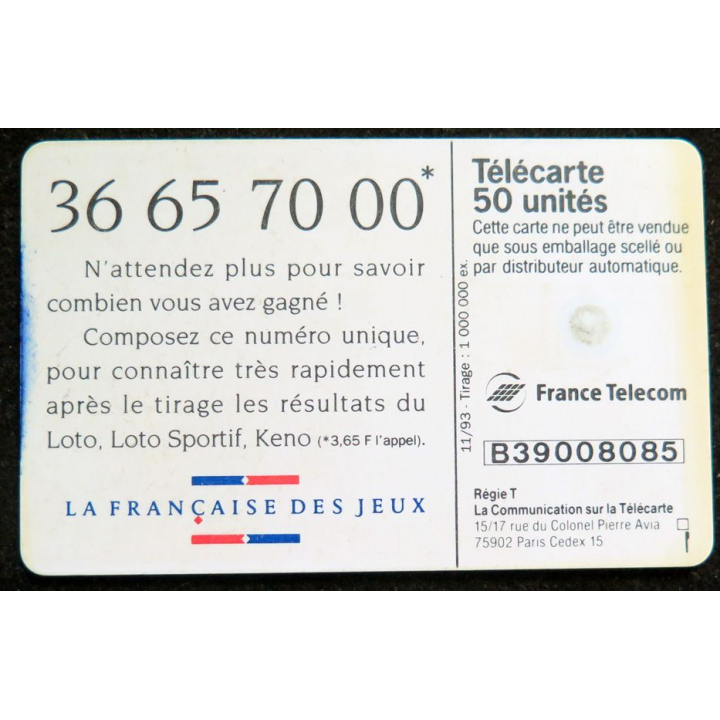 36 65 70 00*
N'attendez plus pour savoir
combien vous avez gagné !
Composez ce numéro unique,
pour connaître très rapidement
après le tirage les résultats du
Loto, Loto Sportif, Keno (*3,65 F l'appel).
LA FRANÇAISE DES JEUX
11/93 - Tirage : 1 000 000 ex.
Télécarte
50 unités
Cette carte ne peut être vendue
que sous emballage scellé ou
par distributeur automatique.
France Telecom
B39008085
Régie T
La Communication sur la Télécarte
15/17 rue du Colonel Pierre Avia
75902 Paris Cedex 15